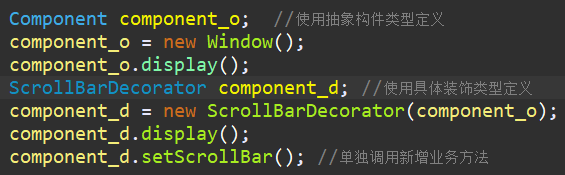 Component component_o;  //使用抽象构件类型定义
component_o = new Window();
component_o.display();
ScrollBarDecorator component_d; //使用具体装饰类型定义
component_d = new ScrollBarDecorator(component_o);
component_d.display();
component_d.setScrollBar(); //单独调用新增业务方法